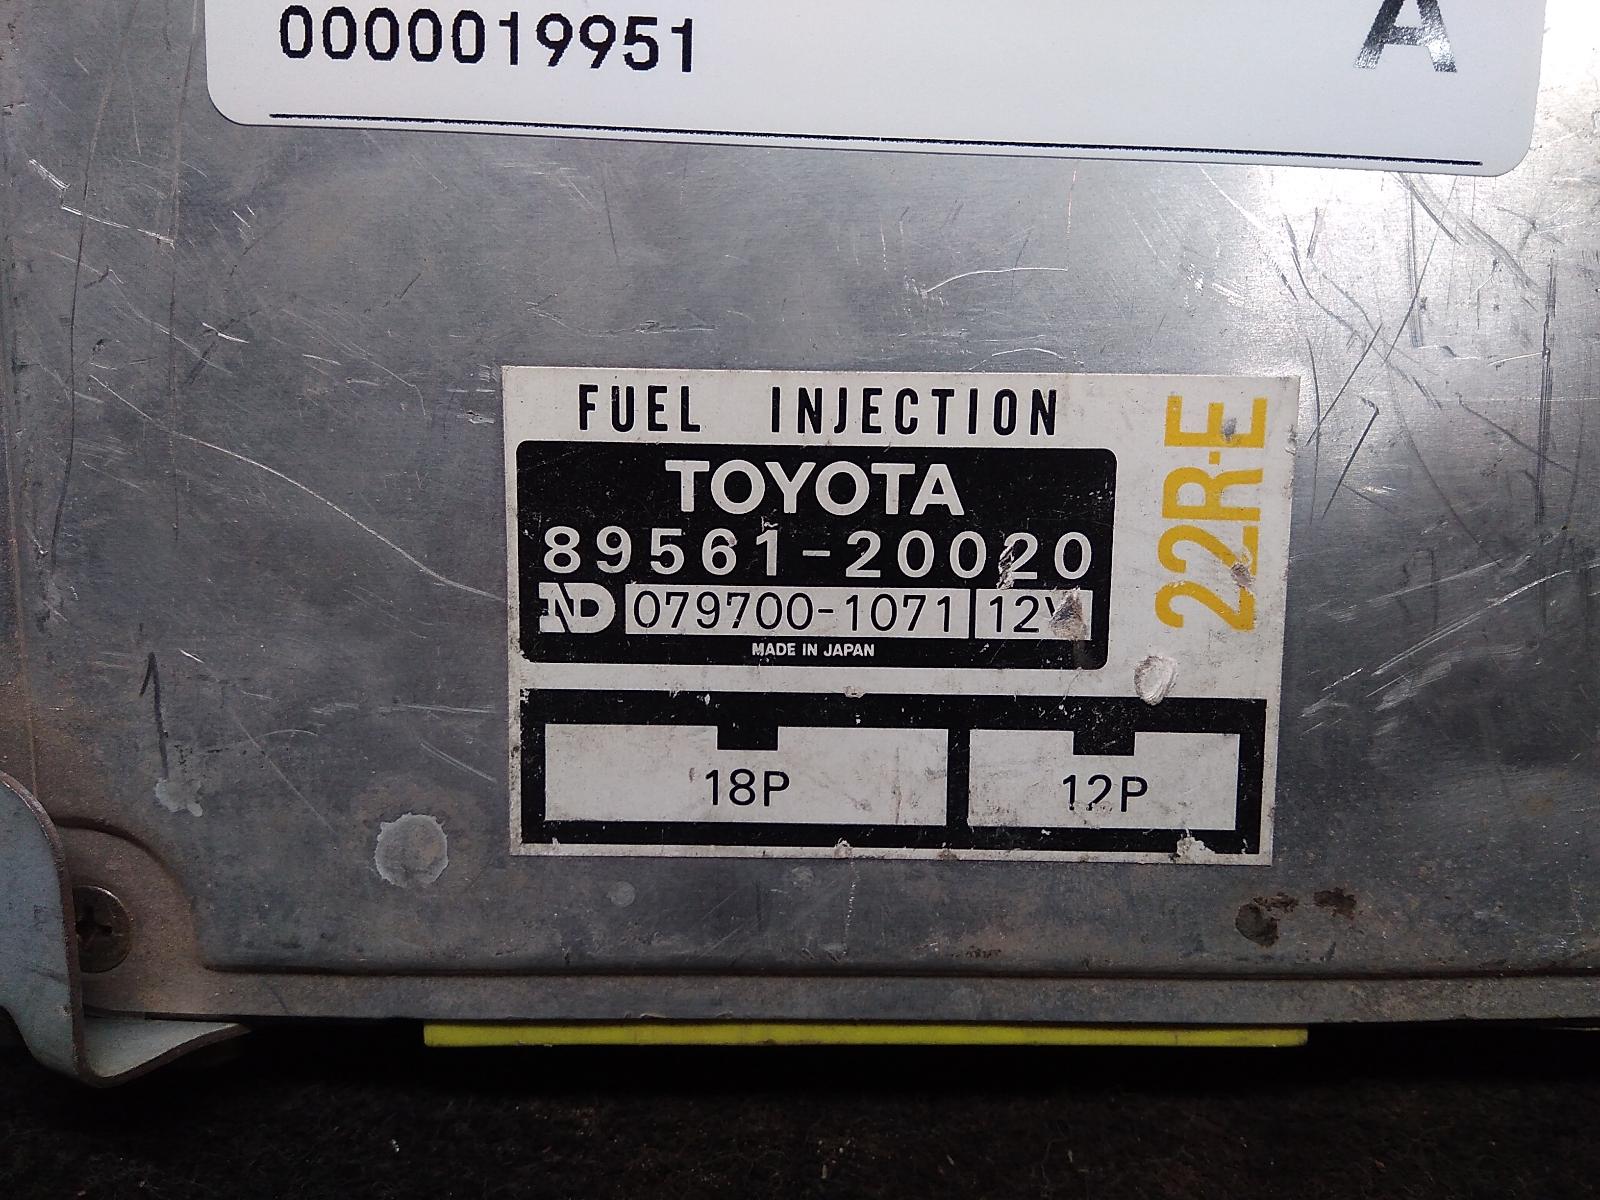 0000019951 A
FUEL INJECTION
TOYOTA
89561-20020
ND 079700-1071 12V
MADE IN JAPAN
22R-E
18P 12P